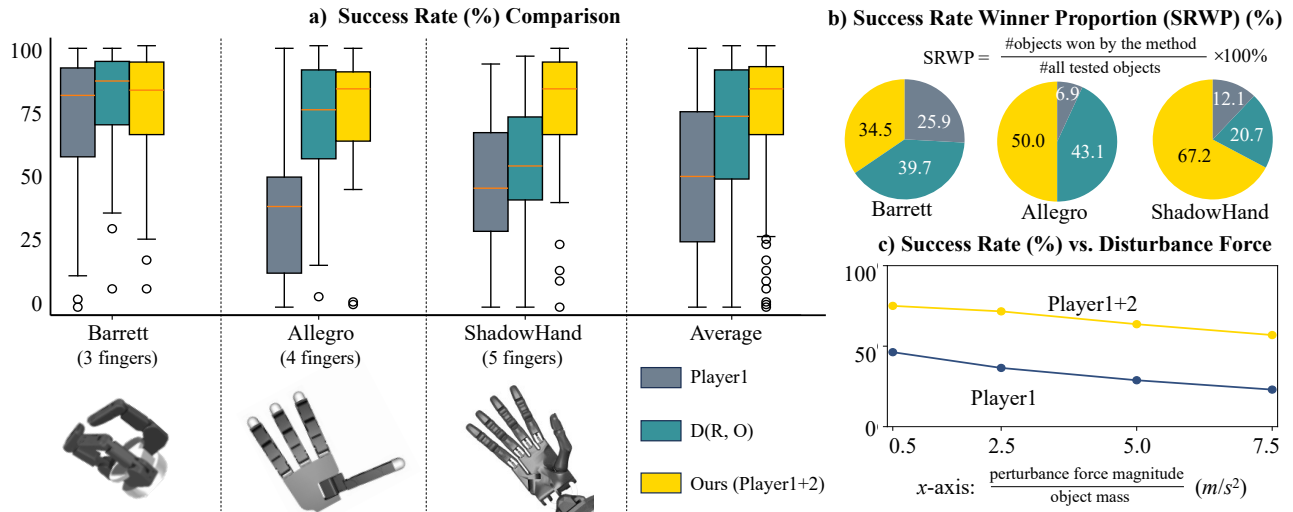 a) Success Rate (%) Comparison
100
75
50
25
0
Barrett
(3 fingers)
Allegro
(4 fingers)
ShadowHand
(5 fingers)
Average
Player1
D(R, O)
Ours (Player1+2)
b) Success Rate Winner Proportion (SRWP) (%)
SRWP = #objects won by the method / #all tested objects ×100%
34.5
25.9
39.7
Barrett
6.9
50.0
43.1
Allegro
12.1
20.7
67.2
ShadowHand
c) Success Rate (%) vs. Disturbance Force
100
50
0
Player1+2
Player1
0.5
2.5
5.0
7.5
x-axis: perturbance force magnitude / object mass (m/s²)